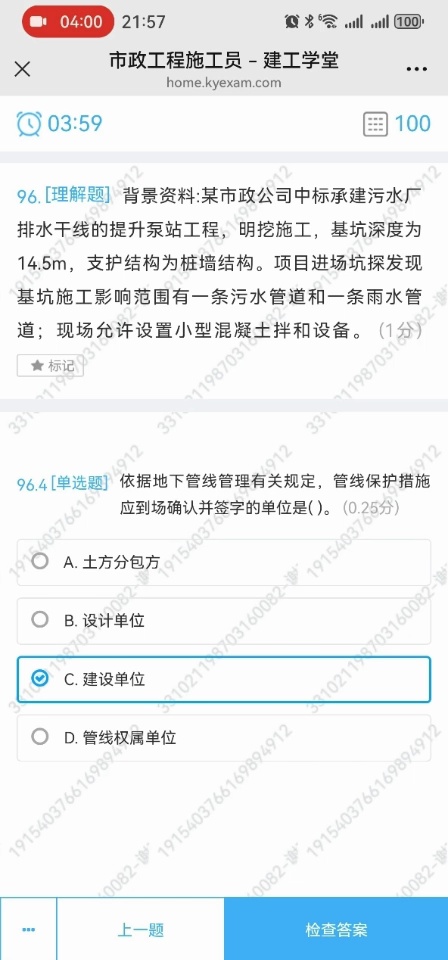 04:00 21:57 100
市政工程施工员 – 建工学堂
home.kyexam.com
03:59 100
96. [理解题] 背景资料:某市政公司中标承建污水厂
排水干线的提升泵站工程，明挖施工，基坑深度为
14.5m，支护结构为桩墙结构。项目进场坑探发现
基坑施工影响范围有一条污水管道和一条雨水管
道；现场允许设置小型混凝土拌和设备。(1分)
标记
96.4 [单选题] 依据地下管线管理有关规定，管线保护措施
应到场确认并签字的单位是( )。(0.25分)
A. 土方分包方
B. 设计单位
C. 建设单位
D. 管线权属单位
上一题 检查答案